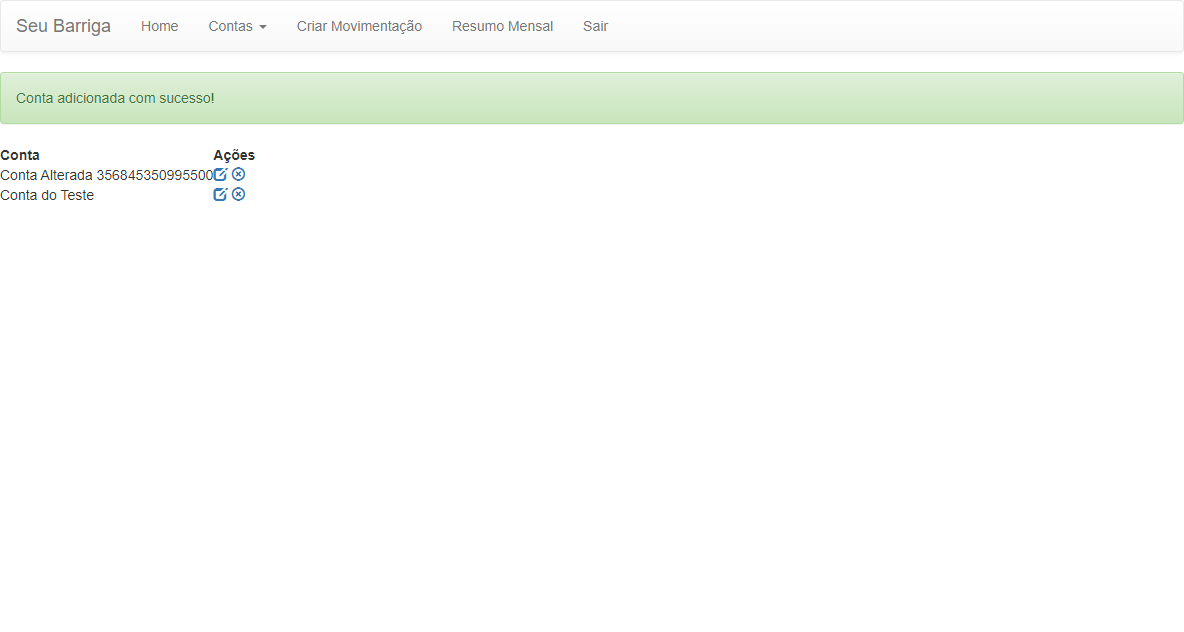 Seu Barriga Home Contas Criar Movimentação Resumo Mensal Sair
Conta adicionada com sucesso!
Conta Ações
Conta Alterada 356845350995500
Conta do Teste